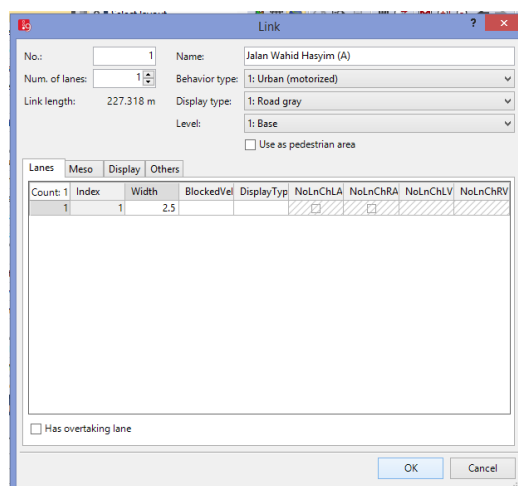 Link
?
No.: 1 Name: Jalan Wahid Hasyim (A)
Num. of lanes: 1 Behavior type: 1: Urban (motorized)
Link length: 227.318 m Display type: 1: Road gray
Level: 1: Base
Use as pedestrian area
Lanes Meso Display Others
Count: 1 Index Width BlockedVel DisplayTyp NoLnChLA NoLnChRA NoLnChLV NoLnChRV
1 1 2.5
Has overtaking lane
OK Cancel